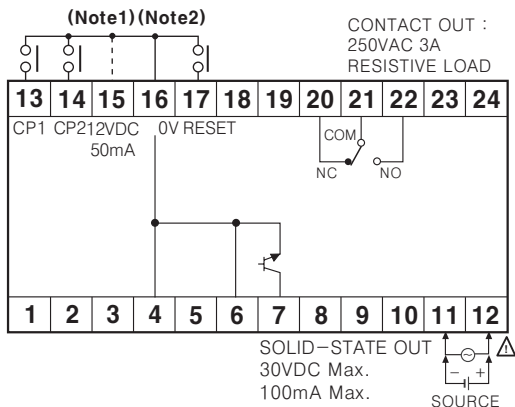 (Note1) (Note2)
CONTACT OUT :
250VAC 3A
RESISTIVE LOAD
13 14 15 16 17 18 19 20 21 22 23 24
CP1 CP2 12VDC 0V RESET
50mA
COM
NC NO
1 2 3 4 5 6 7 8 9 10 11 12
SOLID-STATE OUT
30VDC Max.
100mA Max.
- +
SOURCE